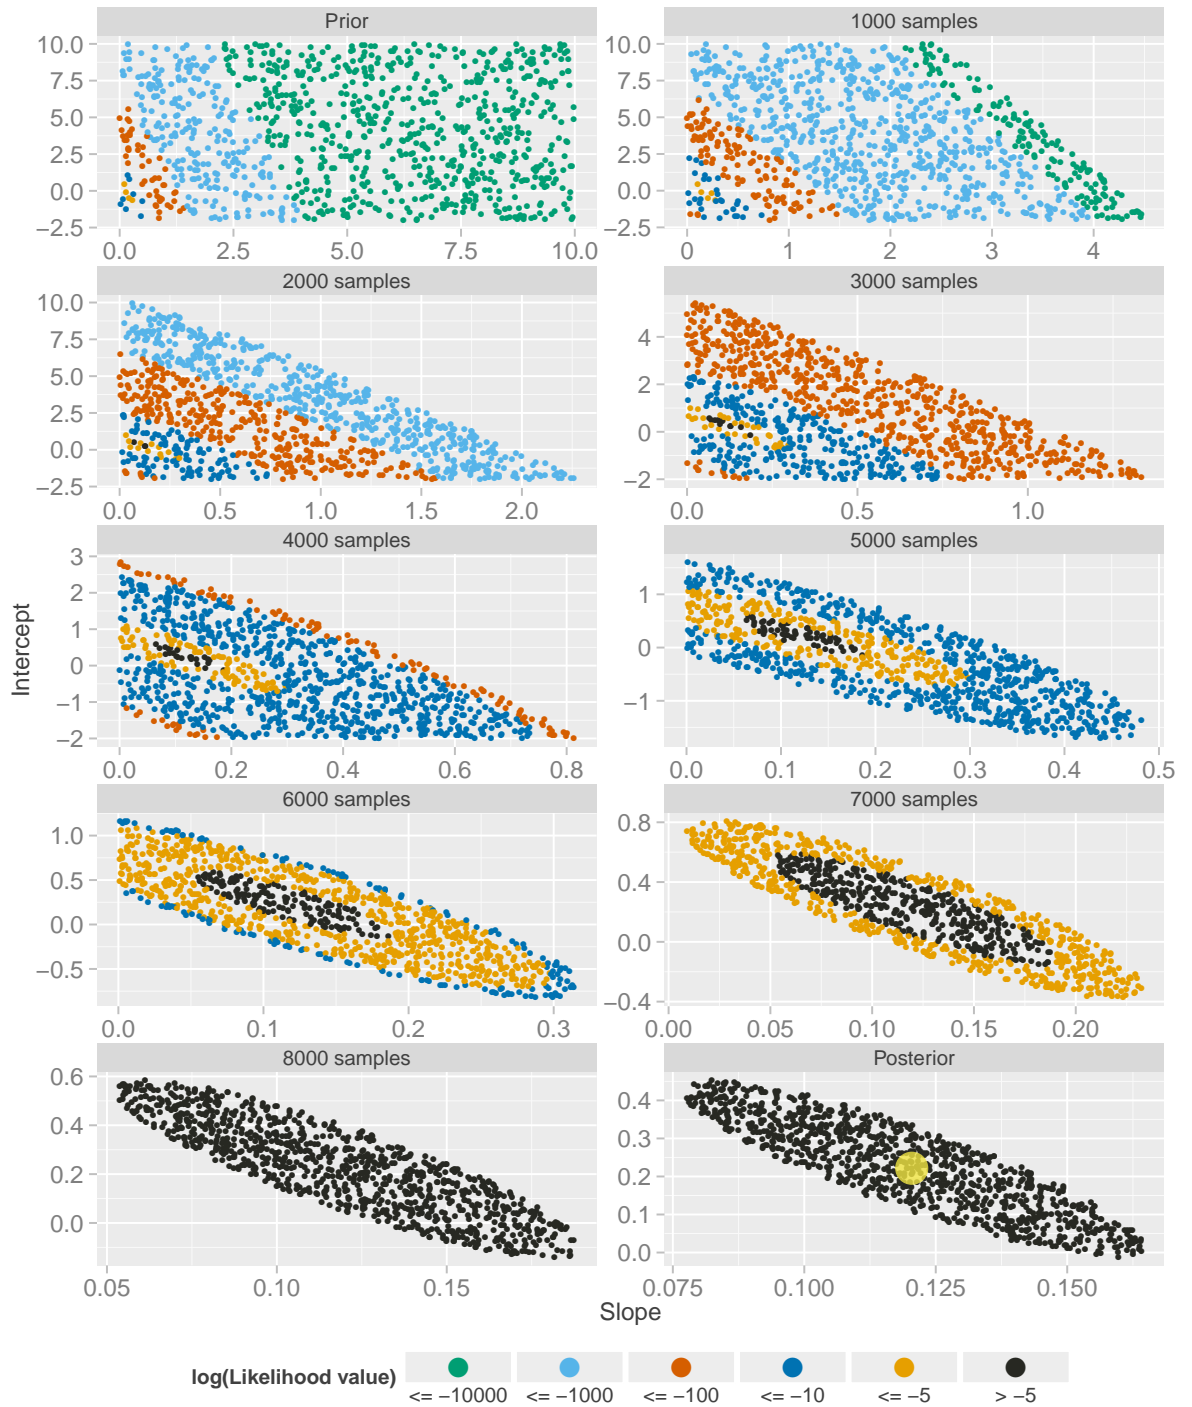 Prior
1000 samples
10.0
7.5
5.0
2.5
0.0
−2.5
0.0 2.5 5.0 7.5 10.0
10.0
7.5
5.0
2.5
0.0
−2.5
0 1 2 3 4
2000 samples
3000 samples
10.0
7.5
5.0
2.5
0.0
−2.5
0.0 0.5 1.0 1.5 2.0
4
2
0
−2
0.0 0.5 1.0
4000 samples
5000 samples
3
2
1
0
−1
−2
0.0 0.2 0.4 0.6 0.8
1
0
−1
0.0 0.1 0.2 0.3 0.4 0.5
Intercept
6000 samples
7000 samples
1.0
0.5
0.0
−0.5
0.0 0.1 0.2 0.3
0.8
0.4
0.0
−0.4
0.00 0.05 0.10 0.15 0.20
8000 samples
Posterior
0.6
0.4
0.2
0.0
0.05 0.10 0.15
0.4
0.3
0.2
0.1
0.0
0.075 0.100 0.125 0.150
Slope
log(Likelihood value)
<= −10000
<= −1000
<= −100
<= −10
<= −5
> −5